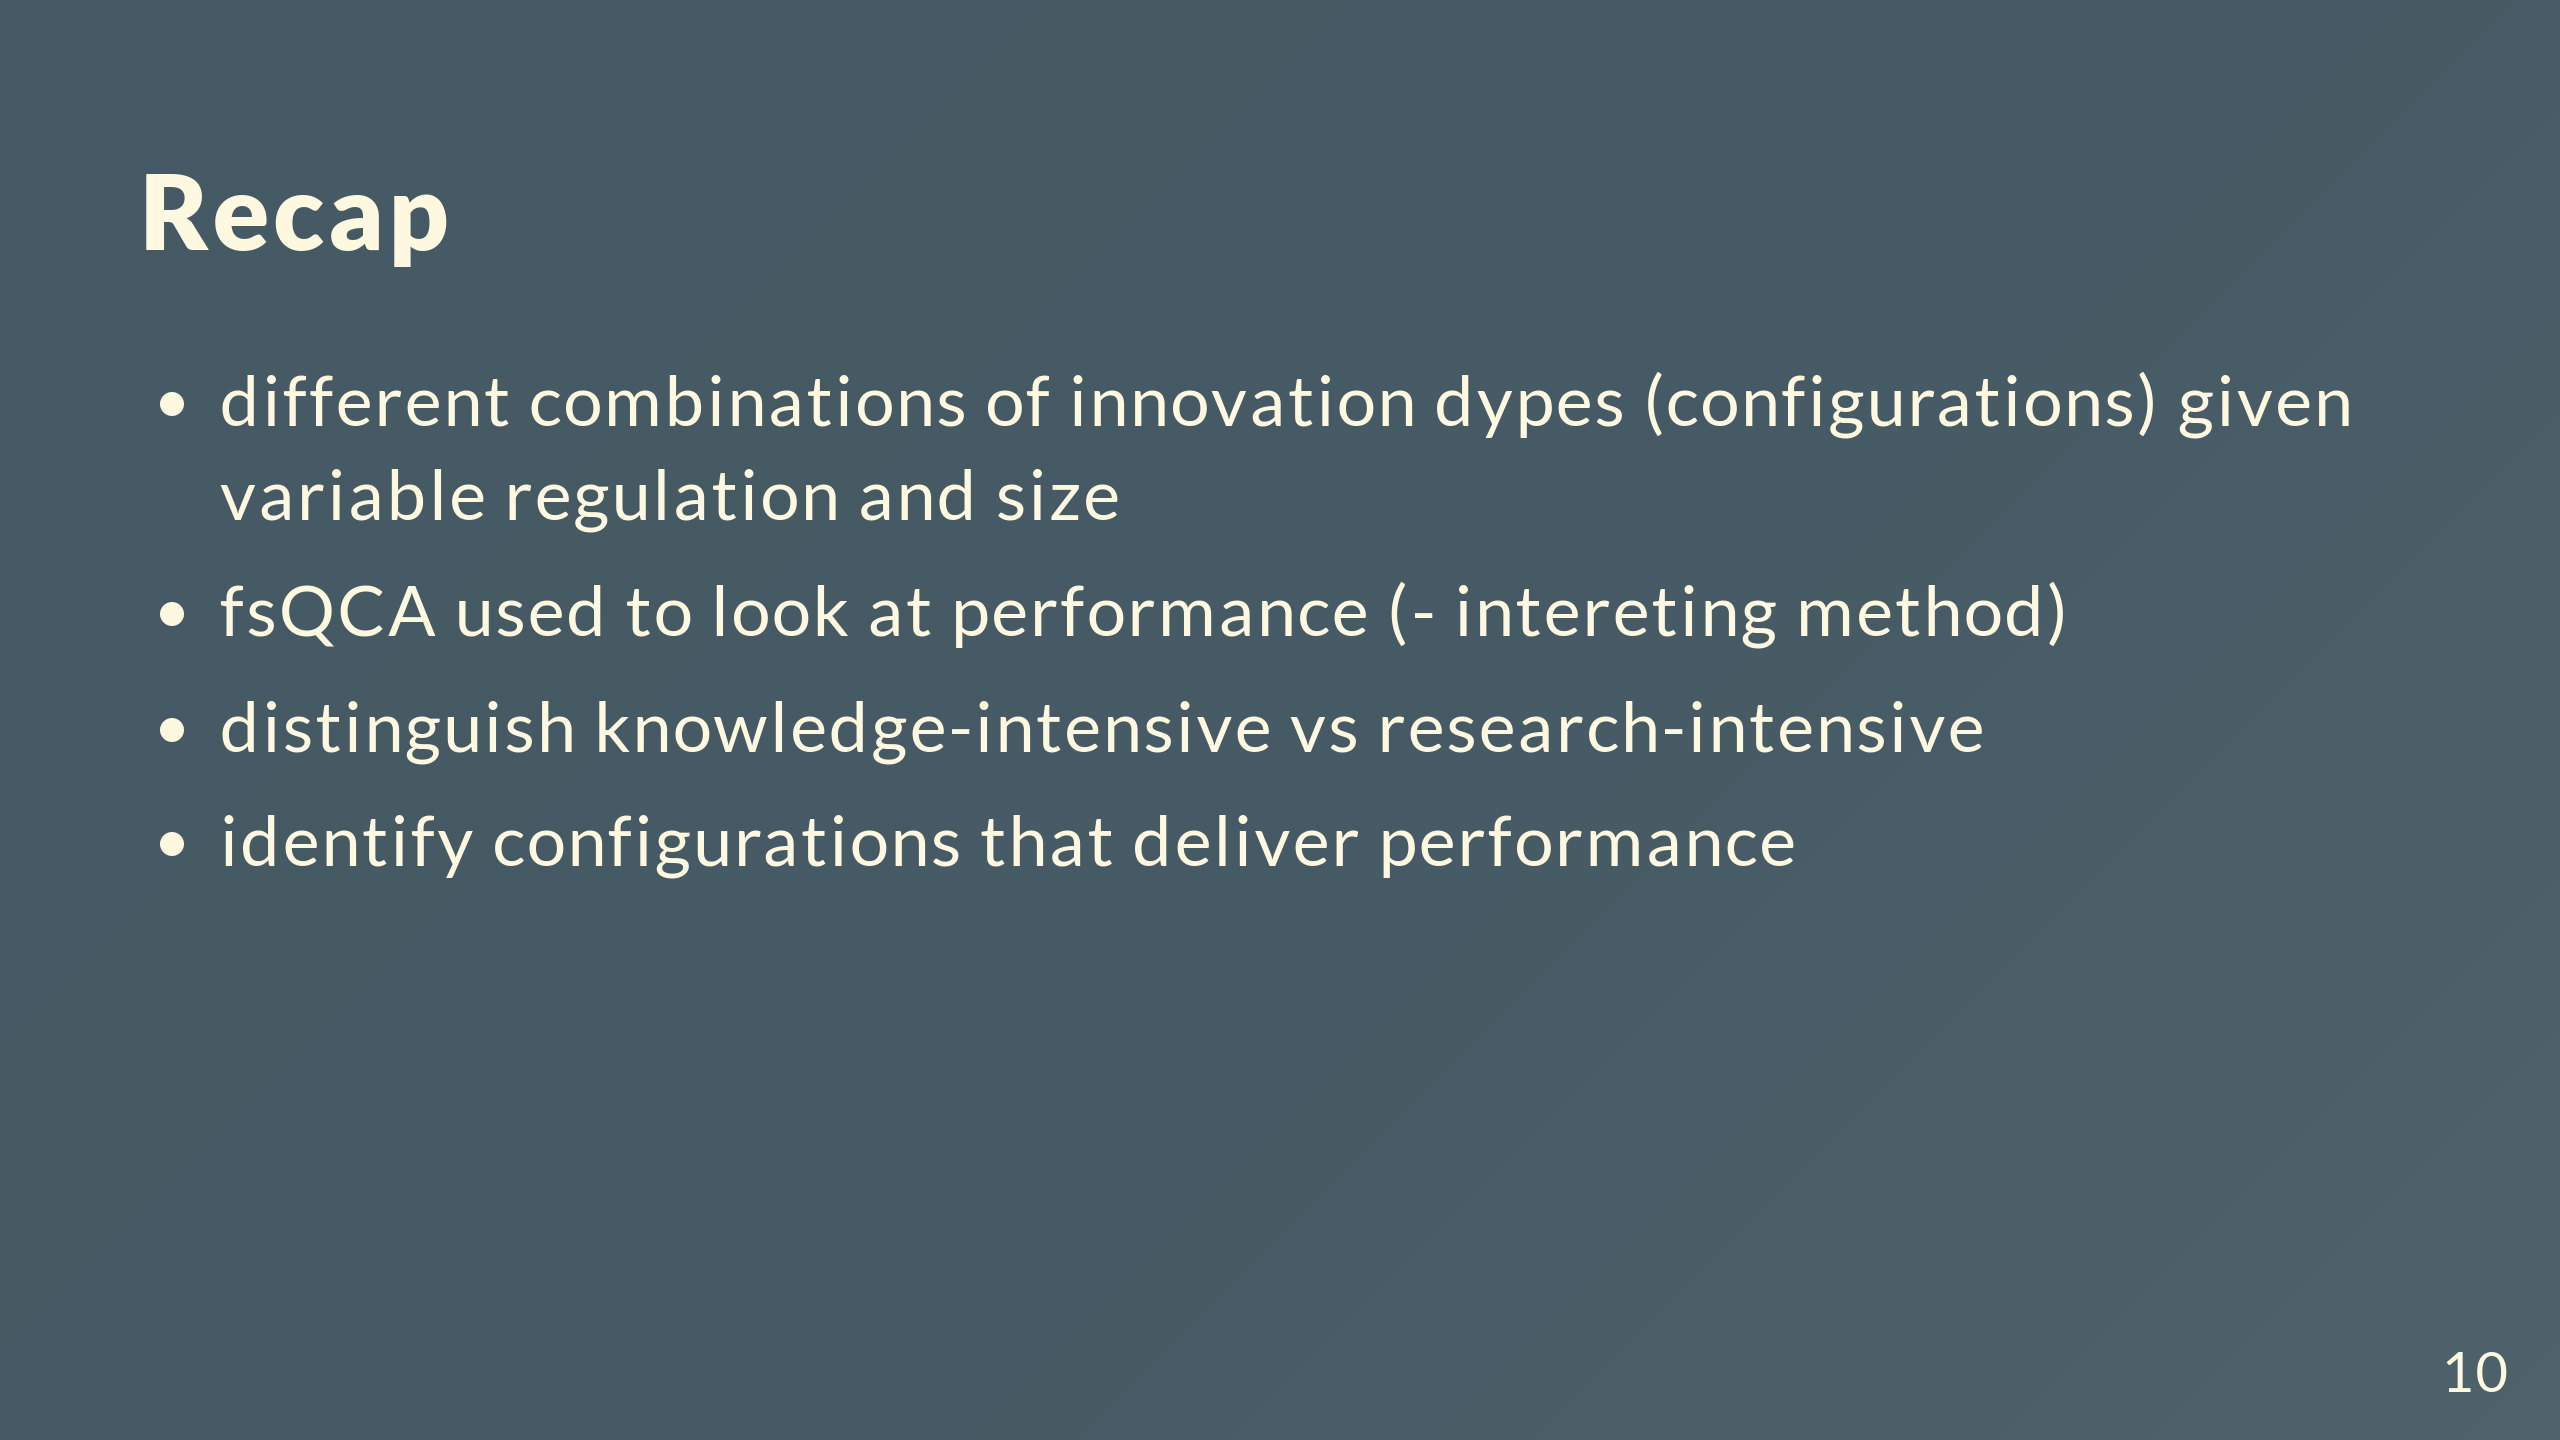 Recap
• different combinations of innovation dypes (configurations) given
variable regulation and size
• fsQCA used to look at performance (- intereting method)
• distinguish knowledge-intensive vs research-intensive
• identify configurations that deliver performance
10